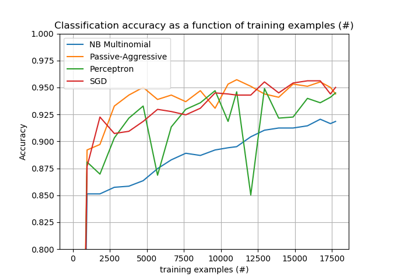 Classification accuracy as a function of training examples (#)
1.000
0.975
0.950
0.925
0.900
0.875
0.850
0.825
0.800
Accuracy
NB Multinomial
Passive-Aggressive
Perceptron
SGD
0 2500 5000 7500 10000 12500 15000 17500
training examples (#)